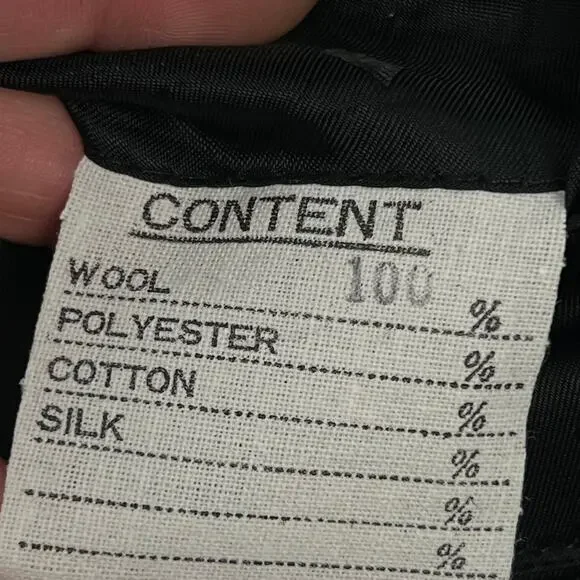 CONTENT
WOOL 100 %
POLYESTER %
COTTON %
SILK %
%
%